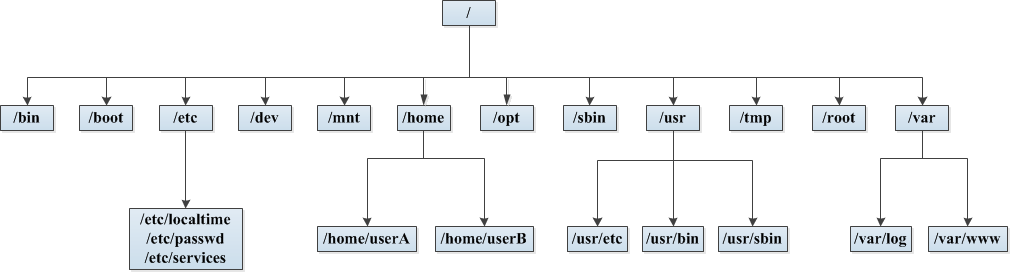 /
/bin
/boot
/etc
/dev
/mnt
/home
/opt
/sbin
/usr
/tmp
/root
/var
/etc/localtime
/etc/passwd
/etc/services
/home/userA
/home/userB
/usr/etc
/usr/bin
/usr/sbin
/var/log
/var/www